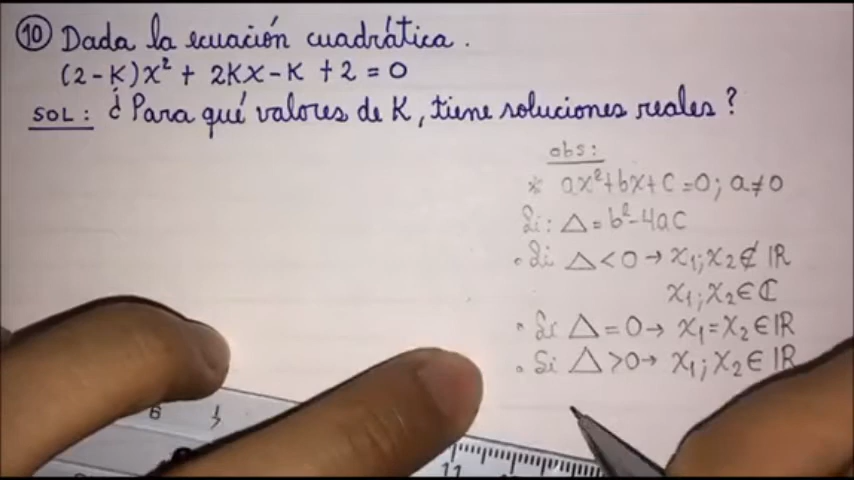 10 Dada la ecuación cuadrática.
(2-K)x² + 2Kx-K +2=0
SOL: ¿Para qué valores de K, tiene soluciones reales?
obs:
* ax²+bx+c=0; a≠0
Si: △=b²-4ac
• Si △<0→ x₁; x₂∉ℝ
x₁; x₂∈ℂ
• Si △=0→ x₁=x₂∈ℝ
• Si △>0→ x₁; x₂∈ℝ
11